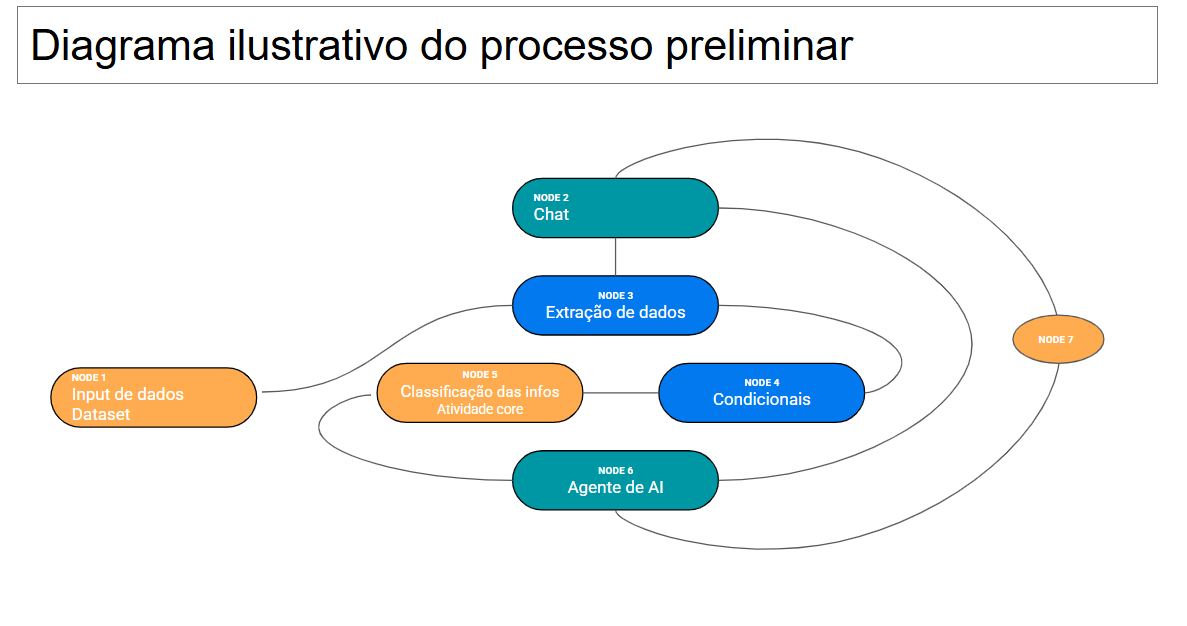 Diagrama ilustrativo do processo preliminar
NODE 2
Chat
NODE 3
Extração de dados
NODE 7
NODE 1
Input de dados
Dataset
NODE 5
Classificação das infos
Atividade core
NODE 4
Condicionais
NODE 6
Agente de AI